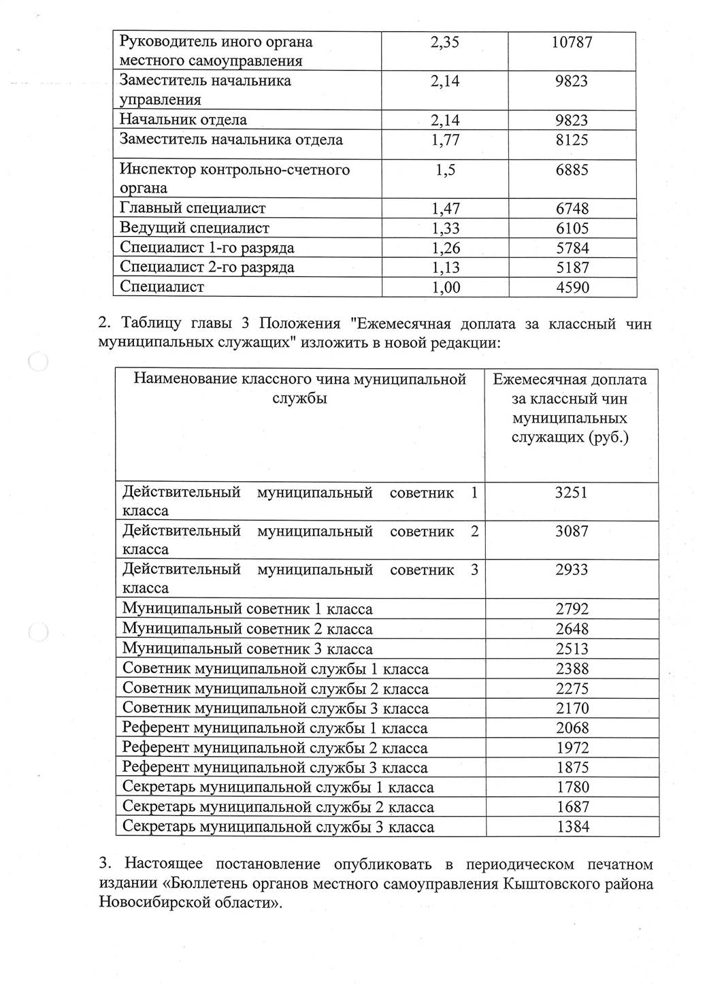 Руководитель иного органа 2,35 10787
местного самоуправления
Заместитель начальника 2,14 9823
управления
Начальник отдела 2,14 9823
Заместитель начальника отдела 1,77 8125
Инспектор контрольно-счетного 1,5 6885
органа
Главный специалист 1,47 6748
Ведущий специалист 1,33 6105
Специалист 1-го разряда 1,26 5784
Специалист 2-го разряда 1,13 5187
Специалист 1,00 4590
2. Таблицу главы 3 Положения "Ежемесячная доплата за классный чин
муниципальных служащих" изложить в новой редакции:
Наименование классного чина муниципальной
службы
Ежемесячная доплата
за классный чин
муниципальных
служащих (руб.)
Действительный муниципальный советник 1 3251
класса
Действительный муниципальный советник 2 3087
класса
Действительный муниципальный советник 3 2933
класса
Муниципальный советник 1 класса 2792
Муниципальный советник 2 класса 2648
Муниципальный советник 3 класса 2513
Советник муниципальной службы 1 класса 2388
Советник муниципальной службы 2 класса 2275
Советник муниципальной службы 3 класса 2170
Референт муниципальной службы 1 класса 2068
Референт муниципальной службы 2 класса 1972
Референт муниципальной службы 3 класса 1875
Секретарь муниципальной службы 1 класса 1780
Секретарь муниципальной службы 2 класса 1687
Секретарь муниципальной службы 3 класса 1384
3. Настоящее постановление опубликовать в периодическом печатном
издании «Бюллетень органов местного самоуправления Кыштовского района
Новосибирской области».